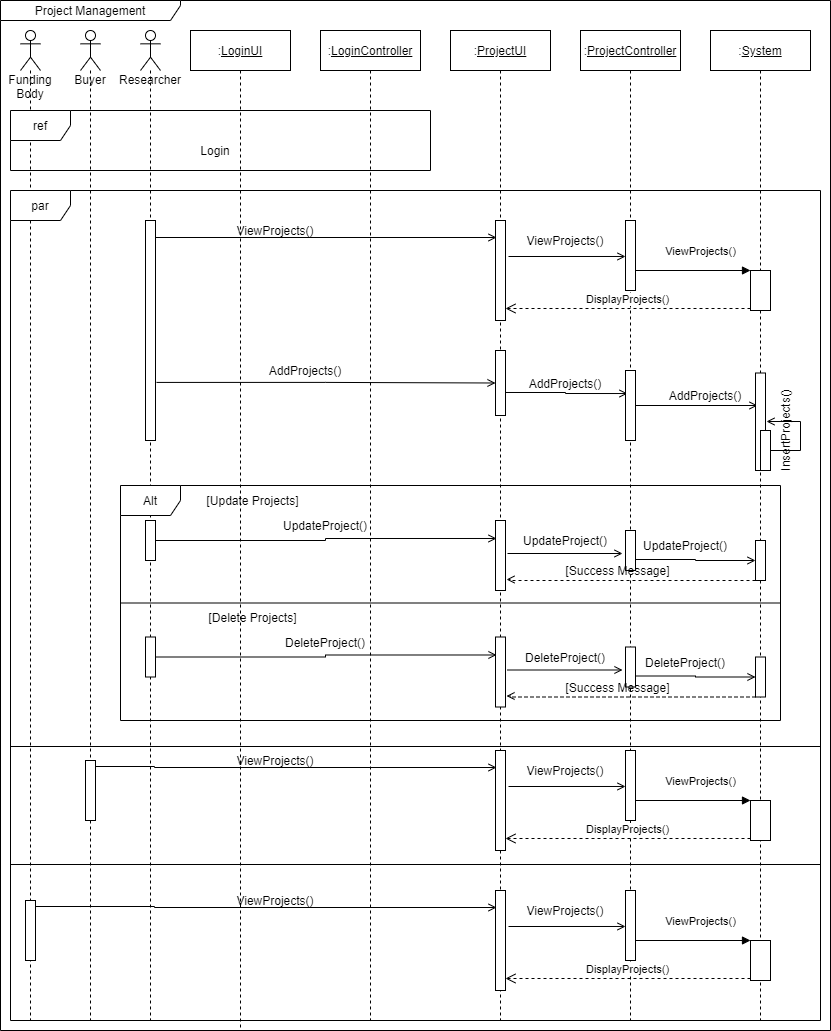 Project Management
Funding
Body
Buyer
Researcher
:LoginUI
:LoginController
:ProjectUI
:ProjectController
:System
ref
Login
par
ViewProjects()
ViewProjects()
ViewProjects()
DisplayProjects()
AddProjects()
AddProjects()
AddProjects()
InsertProjects()
Alt
[Update Projects]
UpdateProject()
UpdateProject()
UpdateProject()
[Success Message]
[Delete Projects]
DeleteProject()
DeleteProject()
DeleteProject()
[Success Message]
ViewProjects()
ViewProjects()
ViewProjects()
DisplayProjects()
ViewProjects()
ViewProjects()
ViewProjects()
DisplayProjects()